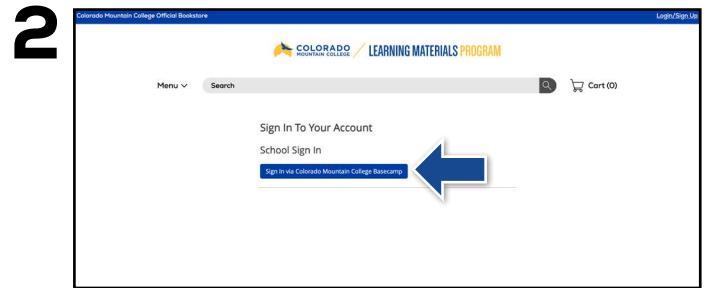 2
Colorado Mountain College Official Bookstore Login/Sign Up
COLORADO
MOUNTAIN COLLEGE
LEARNING MATERIALS PROGRAM
Menu Search Cart (0)
Sign In To Your Account
School Sign In
Sign In via Colorado Mountain College Basecamp